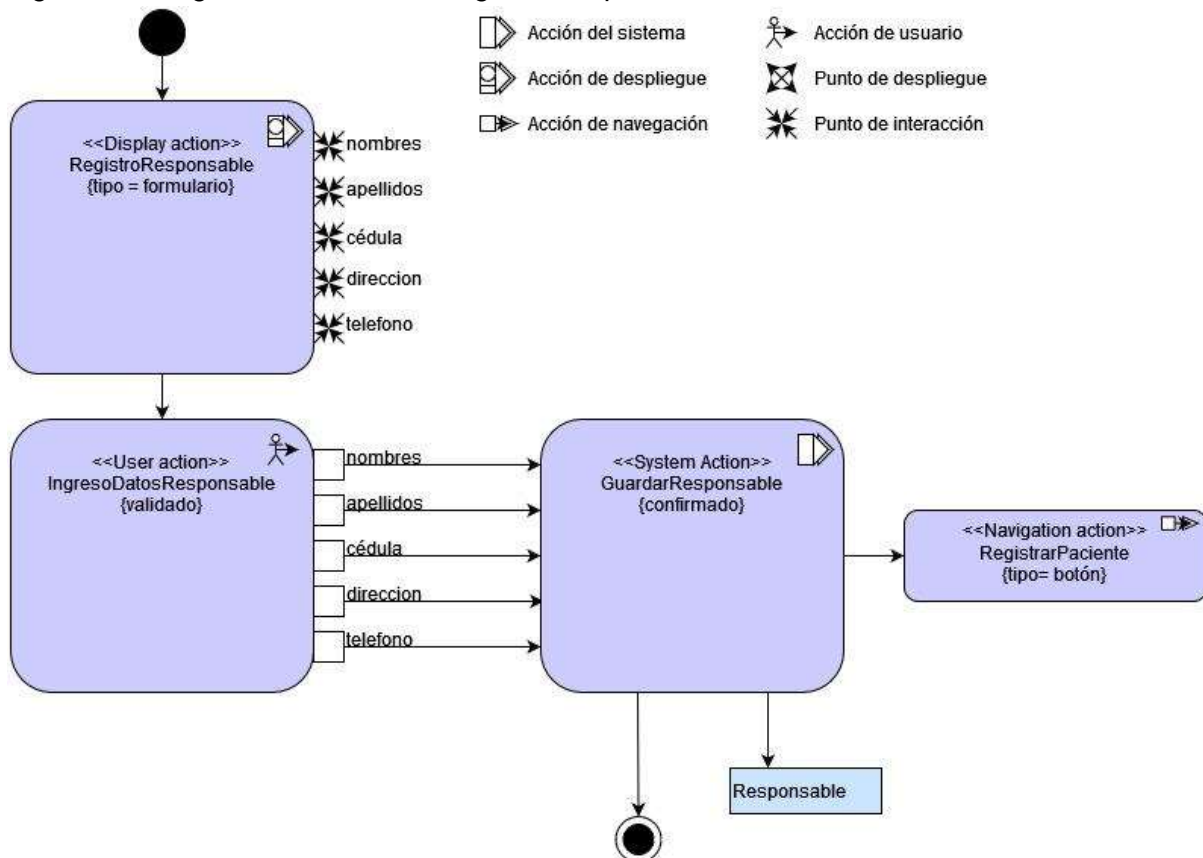 Acción del sistema
Acción de usuario
Acción de despliegue
Punto de despliegue
Acción de navegación
Punto de interacción
<<Display action>>
RegistroResponsable
{tipo = formulario}
nombres
apellidos
cédula
direccion
telefono
<<User action>>
IngresoDatosResponsable
{validado}
nombres
apellidos
cédula
direccion
telefono
<<System Action>>
GuardarResponsable
{confirmado}
<<Navigation action>>
RegistrarPaciente
{tipo= botón}
Responsable